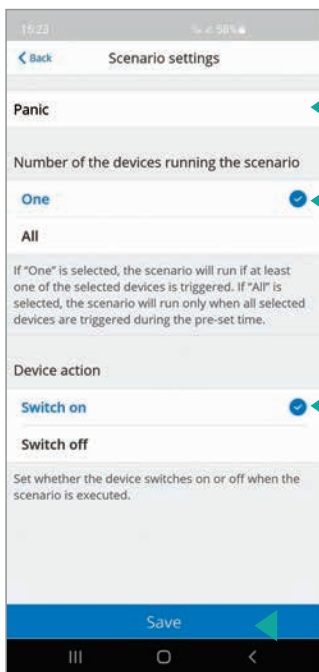 15:23 58%
Back Scenario settings
Panic
Number of the devices running the scenario
One
All
If "One" is selected, the scenario will run if at least
one of the selected devices is triggered. If "All" is
selected, the scenario will run only when all selected
devices are triggered during the pre-set time.
Device action
Switch on
Switch off
Set whether the device switches on or off when the
scenario is executed.
Save